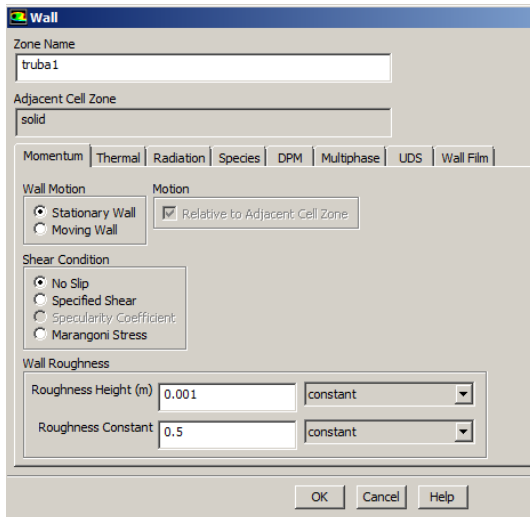 Wall
Zone Name
truba1
Adjacent Cell Zone
solid
Momentum Thermal Radiation Species DPM Multiphase UDS Wall Film
Wall Motion Motion
Stationary Wall Relative to Adjacent Cell Zone
Moving Wall
Shear Condition
No Slip
Specified Shear
Specularity Coefficient
Marangoni Stress
Wall Roughness
Roughness Height (m) 0.001 constant
Roughness Constant 0.5 constant
OK Cancel Help